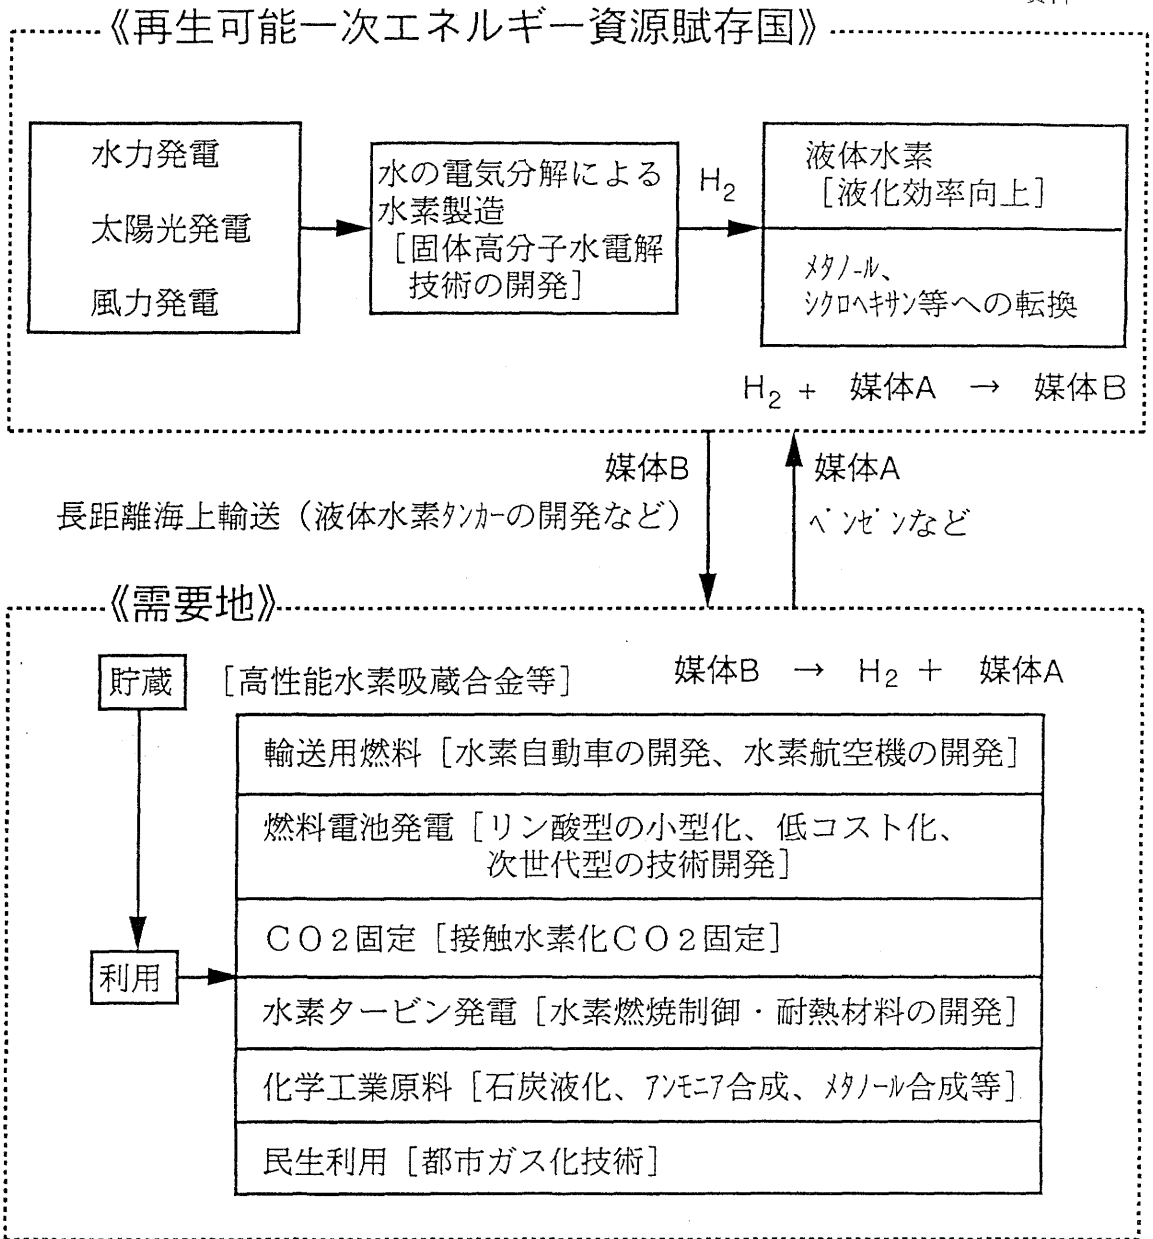 《再生可能一次エネルギー資源賦存国》
水力発電
太陽光発電
風力発電
水の電気分解による
水素製造
[固体高分子水電解
技術の開発]
H₂
液体水素
[液化効率向上]
メタノール、
シクロヘキサン等への転換
H₂ + 媒体A → 媒体B
媒体B
媒体A
長距離海上輸送（液体水素タンカーの開発など）
ベンゼンなど
《需要地》
貯蔵
[高性能水素吸蔵合金等]
媒体B → H₂ + 媒体A
輸送用燃料[水素自動車の開発、水素航空機の開発]
燃料電池発電[リン酸型の小型化、低コスト化、
次世代型の技術開発]
CO2固定[接触水素化CO2固定]
利用
水素タービン発電[水素燃焼制御・耐熱材料の開発]
化学工業原料[石炭液化、アンモニア合成、メタノール合成等]
民生利用[都市ガス化技術]